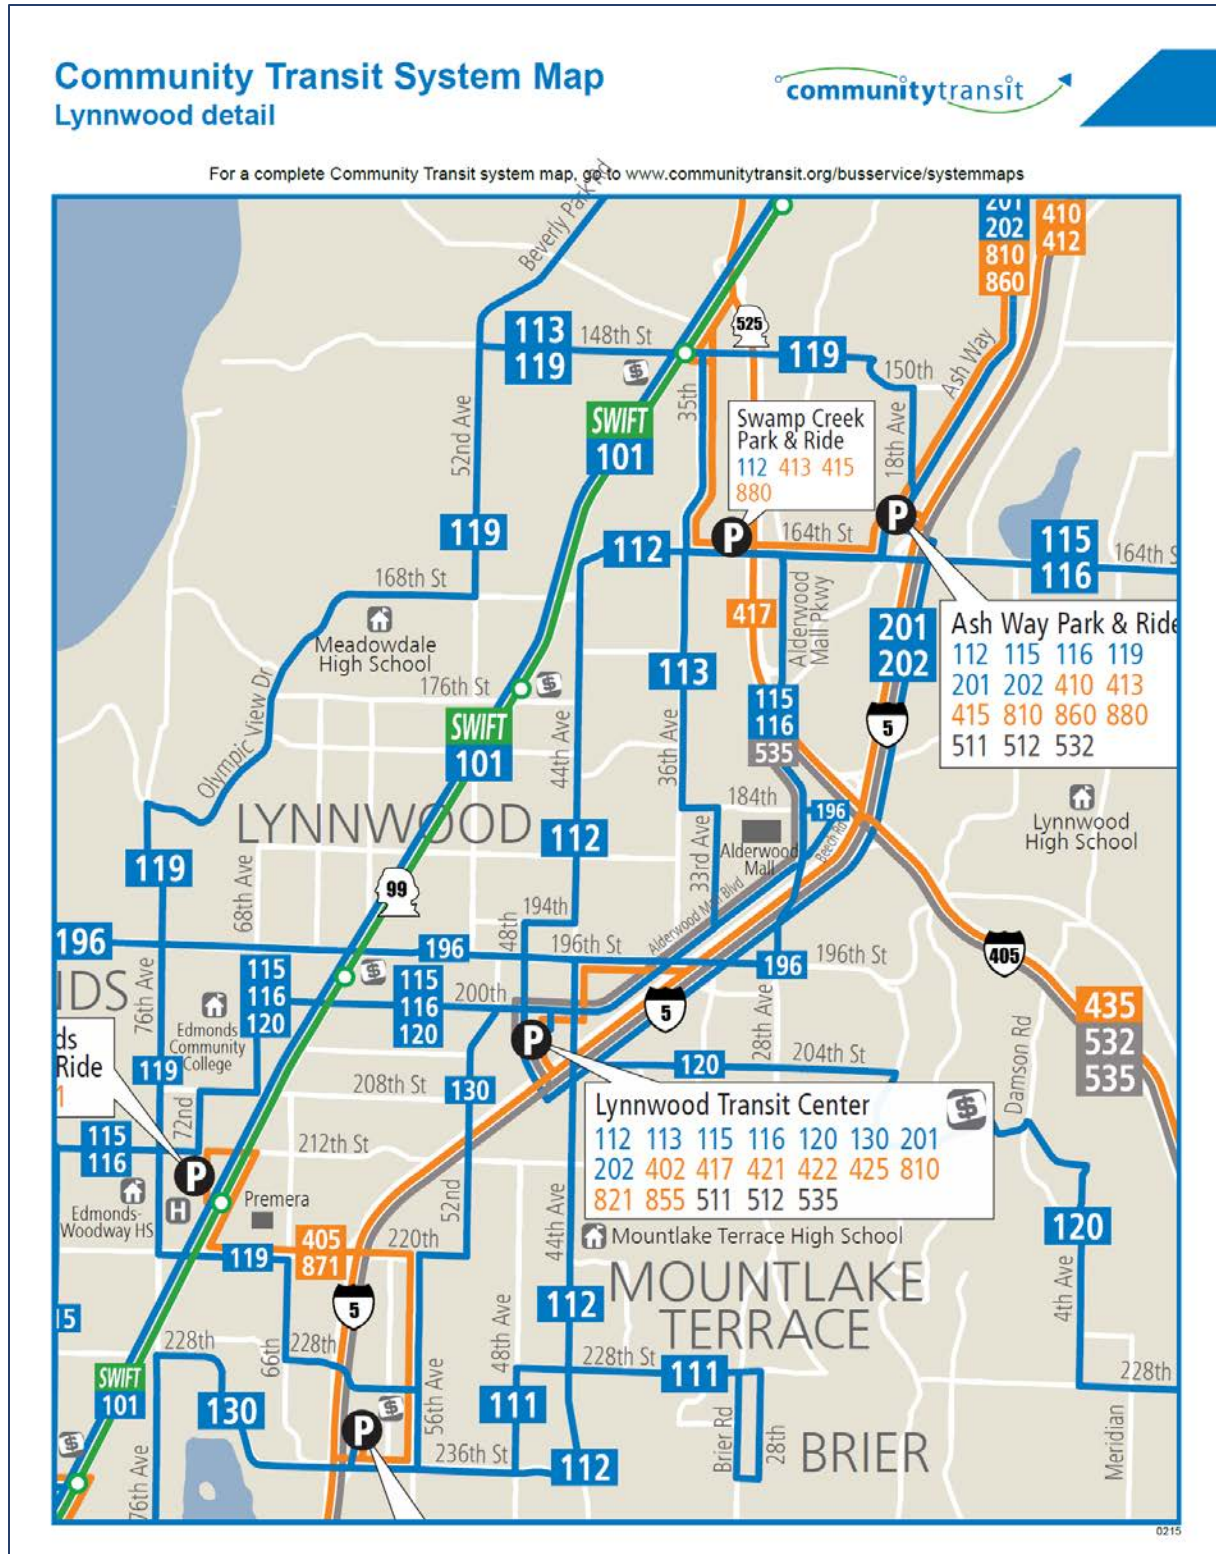 Community Transit System Map
Lynnwood detail
communitytransit
For a complete Community Transit system map, go to www.communitytransit.org/busservice/systemmaps
Beverly Park Rd
201
202
810
860
410
412
113
119
148th St
525
119
150th
Ash Way
35th
52nd Ave
SWIFT
101
Swamp Creek
Park & Ride
112 413 415
880
18th Ave
119
P
P
164th St
112
115
116
164th S
168th St
Meadowdale
High School
417
Alderwood
Mall Pkwy
201
202
Ash Way Park & Ride
112 115 116 119
201 202 410 413
415 810 860 880
511 512 532
113
176th St
Olympic View Dr
SWIFT
101
44th Ave
36th Ave
115
116
535
5
184th
196
Lynnwood
High School
LYNNWOOD
112
33rd Ave
Alderwood
Mall
Beech Rd
119
68th Ave
99
48th
194th
Alderwood Mall Blvd
196
196
196th St
196
196th St
405
NDS
76th Ave
115
116
120
115
116
120
200th
5
28th Ave
435
532
535
Edmonds
Community
College
P
120
204th St
Damson Rd
ds
Ride
1
119
208th St
130
Lynnwood Transit Center
112 113 115 116 120 130 201
202 402 417 421 422 425 810
821 855 511 512 535
72nd
115
116
212th St
P
Edmonds-
Woodway HS
H
Premera
52nd
44th Ave
Mountlake Terrace High School
120
119
405
871
220th
MOUNTLAKE
TERRACE
4th Ave
5
112
15
228th
66th
228th
48th Ave
228th St
111
228th
SWIFT
101
130
P
56th Ave
111
Brier Rd
28th
BRIER
Meridian
76th Ave
236th St
112
0215